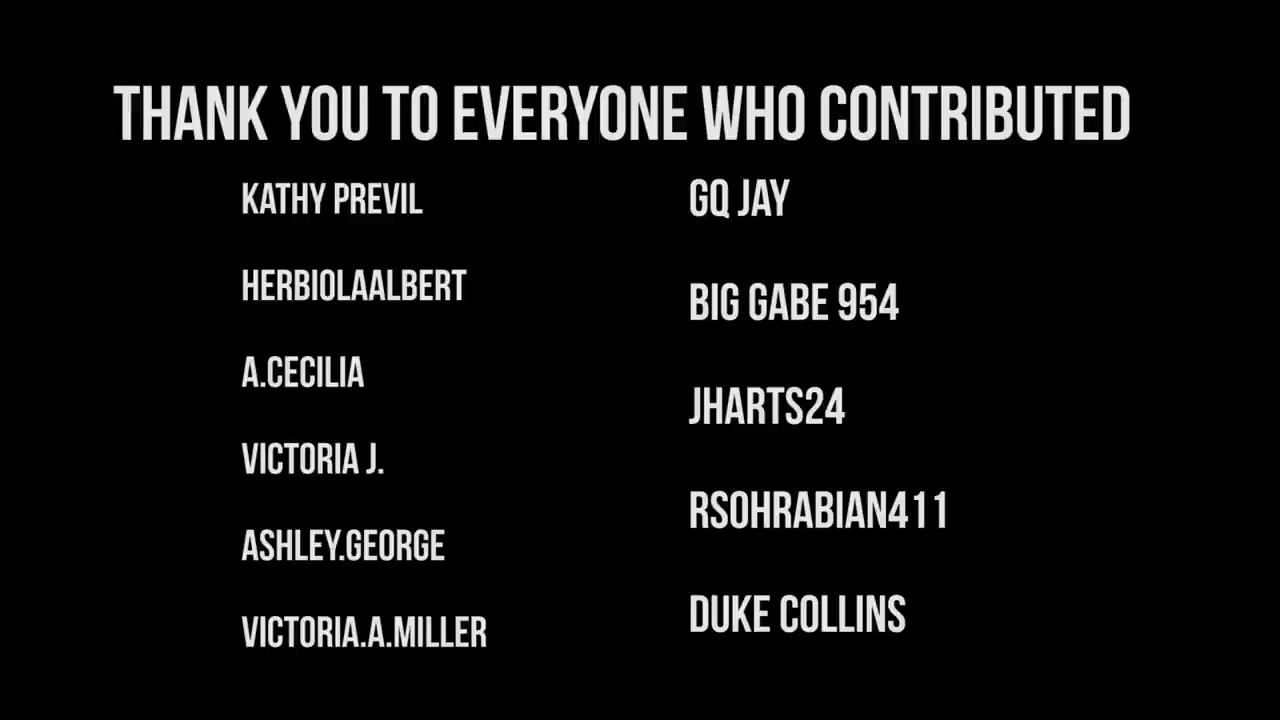 THANK YOU TO EVERYONE WHO CONTRIBUTED
KATHY PREVIL
HERBIOLAALBERT
A.CECILIA
VICTORIA J.
ASHLEY.GEORGE
VICTORIA.A.MILLER
GQ JAY
BIG GABE 954
JHARTS24
RSOHRABIAN411
DUKE COLLINS